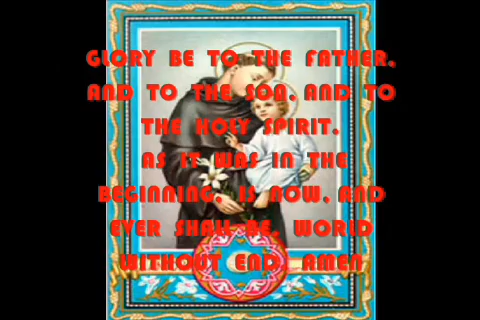 GLORY BE TO THE FATHER,
AND TO THE SON, AND TO
THE HOLY SPIRIT.
AS IT WAS IN THE
BEGINNING, IS NOW, AND
EVER SHALL BE, WORLD
WITHOUT END. AMEN